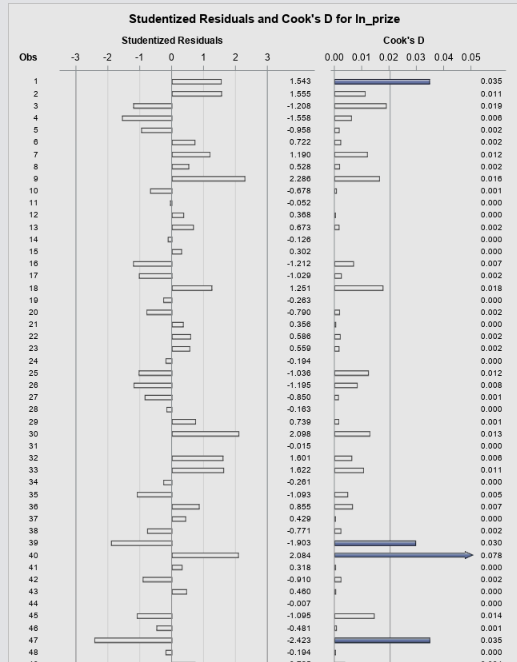 Studentized Residuals and Cook's D for ln_prize
Studentized Residuals Cook's D
Obs -3 -2 -1 0 1 2 3 0.00 0.01 0.02 0.03 0.04 0.05
1 1.543 0.035
2 1.555 0.011
3 -1.208 0.019
4 -1.558 0.006
5 -0.958 0.002
6 0.722 0.002
7 1.190 0.012
8 0.528 0.002
9 2.286 0.016
10 -0.678 0.001
11 -0.052 0.000
12 0.368 0.000
13 0.673 0.002
14 -0.126 0.000
15 0.302 0.000
16 -1.212 0.007
17 -1.029 0.002
18 1.251 0.018
19 -0.263 0.000
20 -0.790 0.002
21 0.356 0.000
22 0.586 0.002
23 0.559 0.002
24 -0.194 0.000
25 -1.036 0.012
26 -1.195 0.008
27 -0.850 0.001
28 -0.163 0.000
29 0.739 0.001
30 2.098 0.013
31 -0.015 0.000
32 1.601 0.006
33 1.622 0.011
34 -0.261 0.000
35 -1.093 0.005
36 0.855 0.007
37 0.429 0.000
38 -0.771 0.002
39 -1.903 0.030
40 2.084 0.078
41 0.318 0.000
42 -0.910 0.002
43 0.460 0.000
44 -0.007 0.000
45 -1.095 0.014
46 -0.481 0.001
47 -2.423 0.035
48 -0.194 0.000